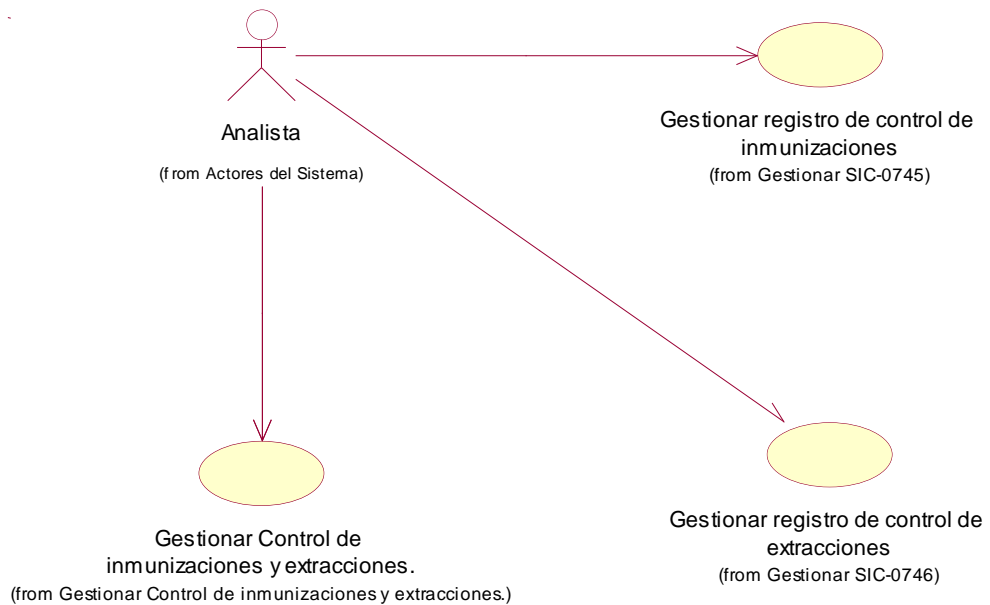 Analista
(from Actores del Sistema)
Gestionar registro de control de
inmunizaciones
(from Gestionar SIC-0745)
Gestionar Control de
inmunizaciones y extracciones.
(from Gestionar Control de inmunizaciones y extracciones.)
Gestionar registro de control de
extracciones
(from Gestionar SIC-0746)